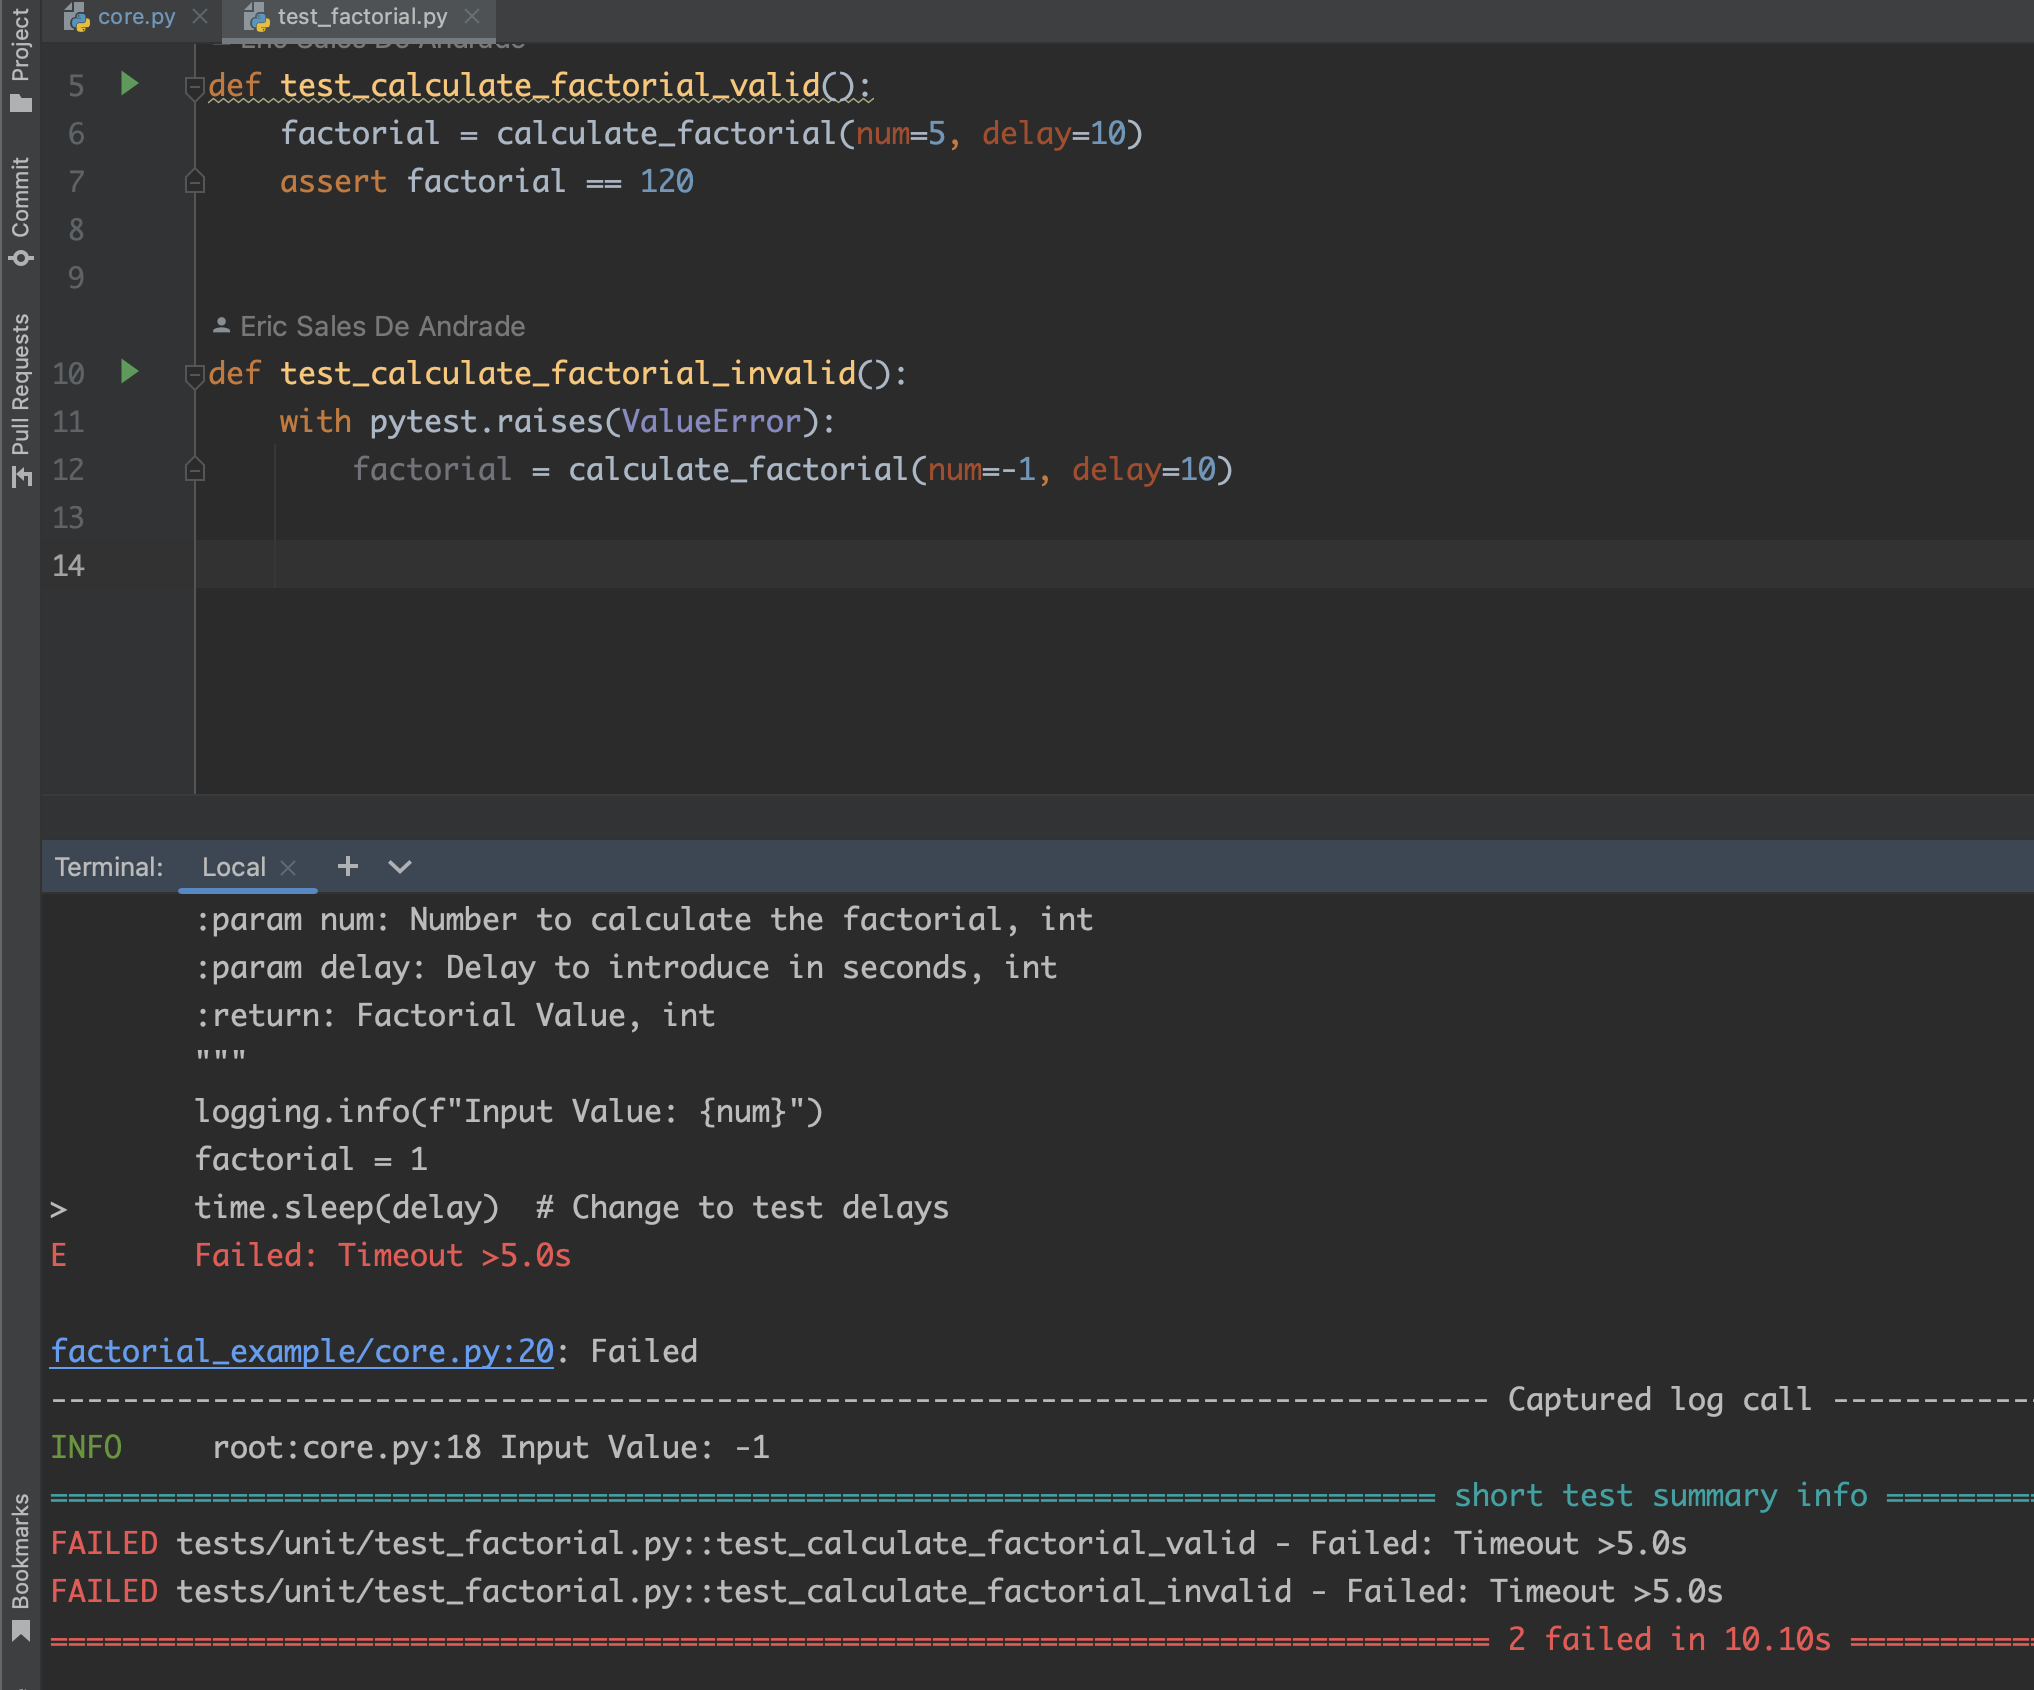 core.py
test_factorial.py
Eric Sales De Andrade
5 def test_calculate_factorial_valid():
6 factorial = calculate_factorial(num=5, delay=10)
7 assert factorial == 120
8
9
Eric Sales De Andrade
10 def test_calculate_factorial_invalid():
11 with pytest.raises(ValueError):
12 factorial = calculate_factorial(num=-1, delay=10)
13
14
Project
Commit
Pull Requests
Bookmarks
Terminal: Local
:param num: Number to calculate the factorial, int
:param delay: Delay to introduce in seconds, int
:return: Factorial Value, int
"""
logging.info(f"Input Value: {num}")
factorial = 1
> time.sleep(delay)  # Change to test delays
E Failed: Timeout >5.0s
factorial_example/core.py:20: Failed
-------------------------------------------------------------------------------- Captured log call -----------
INFO root:core.py:18 Input Value: -1
============================================================================= short test summary info ========
FAILED tests/unit/test_factorial.py::test_calculate_factorial_valid - Failed: Timeout >5.0s
FAILED tests/unit/test_factorial.py::test_calculate_factorial_invalid - Failed: Timeout >5.0s
================================================================================ 2 failed in 10.10s ==========